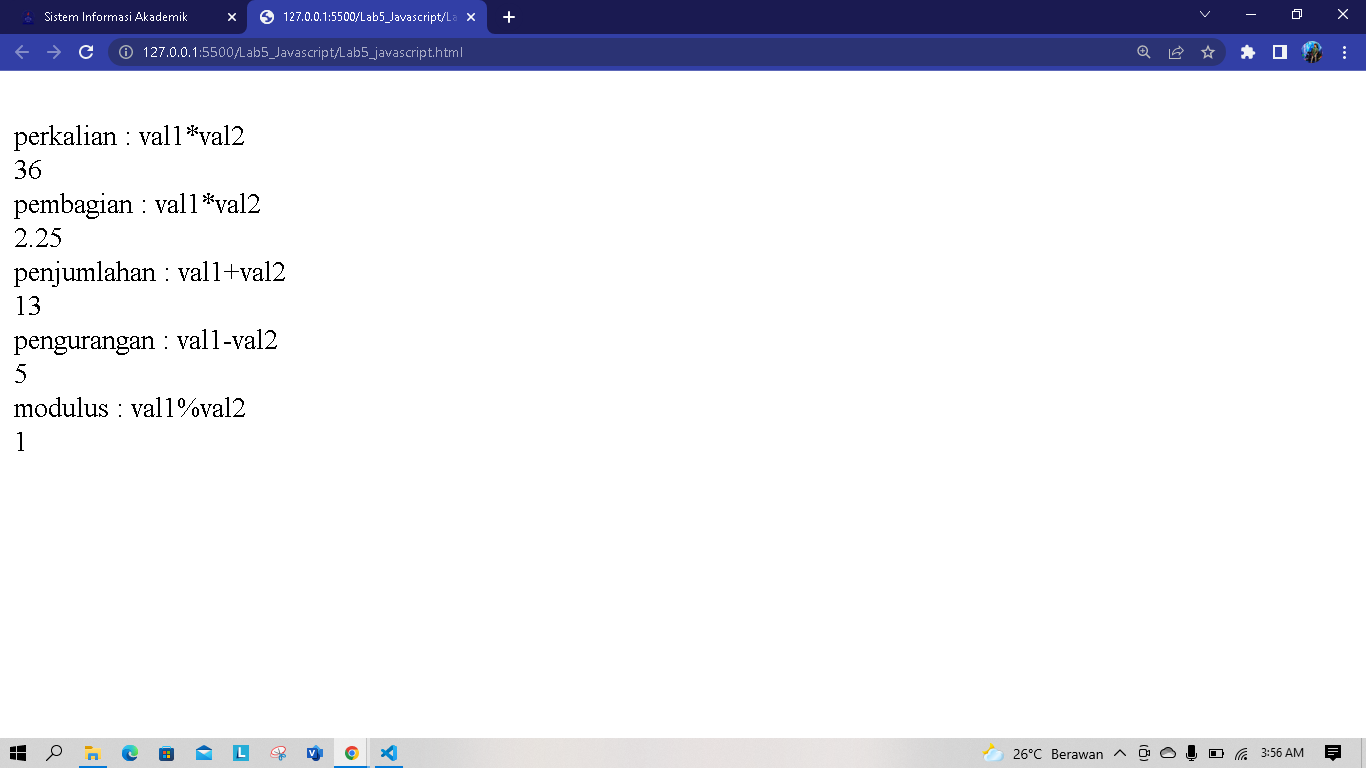 Sistem Informasi Akademik
127.0.0.1:5500/Lab5_Javascript/La
127.0.0.1:5500/Lab5_Javascript/Lab5_javascript.html
perkalian : val1*val2
36
pembagian : val1*val2
2.25
penjumlahan : val1+val2
13
pengurangan : val1-val2
5
modulus : val1%val2
1
26°C Berawan
3:56 AM